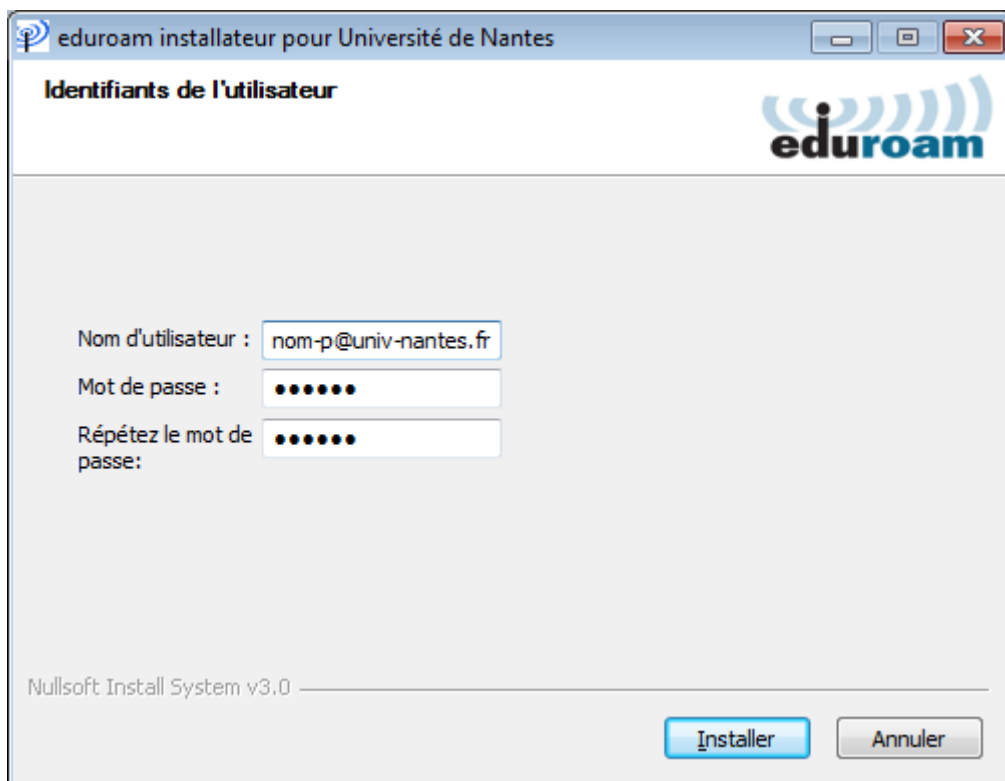 eduroam installateur pour Université de Nantes
Identifiants de l'utilisateur
eduroam
Nom d'utilisateur :
nom-p@univ-nantes.fr
Mot de passe :
••••••
Répétez le mot de
passe:
••••••
Nullsoft Install System v3.0
Installer
Annuler